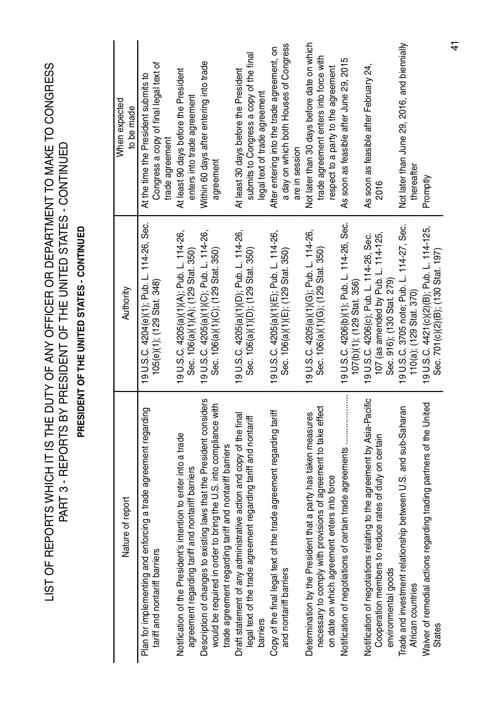 LIST OF REPORTS WHICH IT IS THE DUTY OF ANY OFFICER OR DEPARTMENT TO MAKE TO CONGRESS
PART 3 - REPORTS BY PRESIDENT OF THE UNITED STATES - CONTINUED
PRESIDENT OF THE UNITED STATES - CONTINUED
Nature of report
Authority
When expected
to be made
Plan for implementing and enforcing a trade agreement regarding
tariff and nontariff barriers
19 U.S.C. 4204(e)(1); Pub. L. 114-26, Sec.
105(e)(1); (129 Stat. 348)
At the time the President submits to
Congress a copy of final legal text of
trade agreement
Notification of the President's intention to enter into a trade
agreement regarding tariff and nontariff barriers
19 U.S.C. 4205(a)(1)(A); Pub. L. 114-26,
Sec. 106(a)(1)(A); (129 Stat. 350)
At least 90 days before the President
enters into trade agreement
Description of changes to existing laws that the President considers
would be required in order to bring the U.S. into compliance with
trade agreement regarding tariff and nontariff barriers
19 U.S.C. 4205(a)(1)(C); Pub. L. 114-26,
Sec. 106(a)(1)(C); (129 Stat. 350)
Within 60 days after entering into trade
agreement
Draft statement of any administrative action and copy of the final
legal text of the trade agreement regarding tariff and nontariff
barriers
19 U.S.C. 4205(a)(1)(D); Pub. L. 114-26,
Sec. 106(a)(1)(D); (129 Stat. 350)
At least 30 days before the President
submits to Congress a copy of the final
legal text of trade agreement
Copy of the final legal text of the trade agreement regarding tariff
and nontariff barriers
19 U.S.C. 4205(a)(1)(E); Pub. L. 114-26,
Sec. 106(a)(1)(E); (129 Stat. 350)
After entering into the trade agreement, on
a day on which both Houses of Congress
are in session
Determination by the President that a party has taken measures
necessary to comply with provisions of agreement to take effect
on date on which agreement enters into force
19 U.S.C. 4205(a)(1)(G); Pub. L. 114-26,
Sec. 106(a)(1)(G); (129 Stat. 350)
Not later than 30 days before date on which
trade agreement enters into force with
respect to a party to the agreement
Notification of negotiations of certain trade agreements ......................
19 U.S.C. 4206(b)(1); Pub. L. 114-26, Sec.
107(b)(1); (129 Stat. 356)
As soon as feasible after June 29, 2015
Notification of negotiations relating to the agreement by Asia-Pacific
Cooperation members to reduce rates of duty on certain
environmental goods
19 U.S.C. 4206(c); Pub. L. 114-26, Sec.
107 (as amended by Pub. L. 114-125,
Sec. 916); (130 Stat 279)
As soon as feasible after February 24,
2016
Trade and investment relationship between U.S. and sub-Saharan
African countries
19 U.S.C. 3705 note; Pub. L. 114-27, Sec.
110(a); (129 Stat. 370)
Not later than June 29, 2016, and biennially
thereafter
Waiver of remedial actions regarding trading partners of the United
States
19 U.S.C. 4421(c)(2)(B); Pub. L. 114-125,
Sec. 701(c)(2)(B); (130 Stat. 197)
Promptly
41